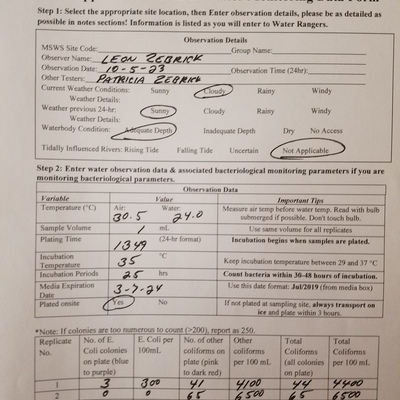 Step 1: Select the appropriate site location, then Enter observation details, please be as detailed as
possible in notes sections! Information is listed as you will enter to Water Rangers.
Observation Details
MSWS Site Code: Group Name:
Observer Name: LEON ZEBRICK
Observation Date: 10-5-23 Observation Time (24hr):
Other Testers: PATRICIA ZEBRICK
Current Weather Conditions: Sunny Cloudy Rainy Windy
Weather Details:
Weather previous 24-hr: Sunny Cloudy Rainy Windy
Weather Details:
Waterbody Condition: Adequate Depth Inadequate Depth Dry No Access
Tidally Influenced Rivers: Rising Tide Falling Tide Uncertain Not Applicable
Step 2: Enter water observation data & associated bacteriological monitoring parameters if you are
monitoring bacteriological parameters.
Observation Data
Variable Value Important Tips
Temperature (°C) Air: 30.5 Water: 24.0 Measure air temp before water temp. Read with bulb
submerged if possible. Don't touch bulb.
Sample Volume 1 mL Use same volume for all replicates
Plating Time 1349 (24-hr format) Incubation begins when samples are plated.
Incubation
Temperature 35 °C Keep incubation temperature between 29 and 37 °C
Incubation Periods 25 hrs Count bacteria within 30-48 hours of incubation.
Media Expiration
Date 3-7-24 Use this date format: Jul/2019 (from media box)
Plated onsite Yes No If not plated at sampling site, always transport on
ice and plate within 3 hours.
*Note: If colonies are too numerous to count (>200), report as 250.
Replicate No. of E. E. Coli per No. of other Other Total Total
No. Coli colonies 100mL coliforms on coliforms Coliforms Coliforms
on plate (blue plate (pink per 100 mL (all colonies per 100 mL
to purple) to dark red) on plate)
1 3 300 41 4100 44 4400
2 0 0 65 6500 65 6500